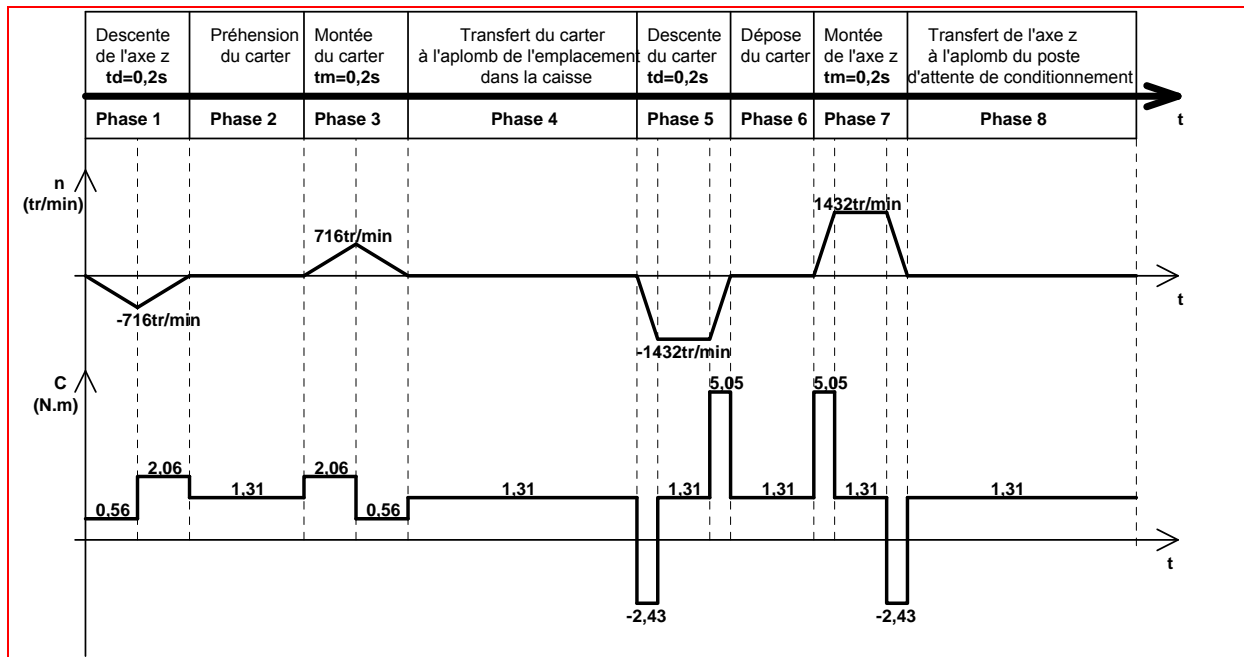 Descente
de l'axe z
td=0,2s
Préhension
du carter
Montée
du carter
tm=0,2s
Transfert du carter
à l'aplomb de l'emplacement
dans la caisse
Descente
du carter
td=0,2s
Dépose
du carter
Montée
de l'axe z
tm=0,2s
Transfert de l'axe z
à l'aplomb du poste
d'attente de conditionnement
Phase 1
Phase 2
Phase 3
Phase 4
Phase 5
Phase 6
Phase 7
Phase 8
t
n
(tr/min)
716tr/min
1432tr/min
-716tr/min
-1432tr/min
t
C
(N.m)
5,05
5,05
2,06
2,06
0,56
1,31
0,56
1,31
1,31
1,31
1,31
1,31
t
-2,43
-2,43